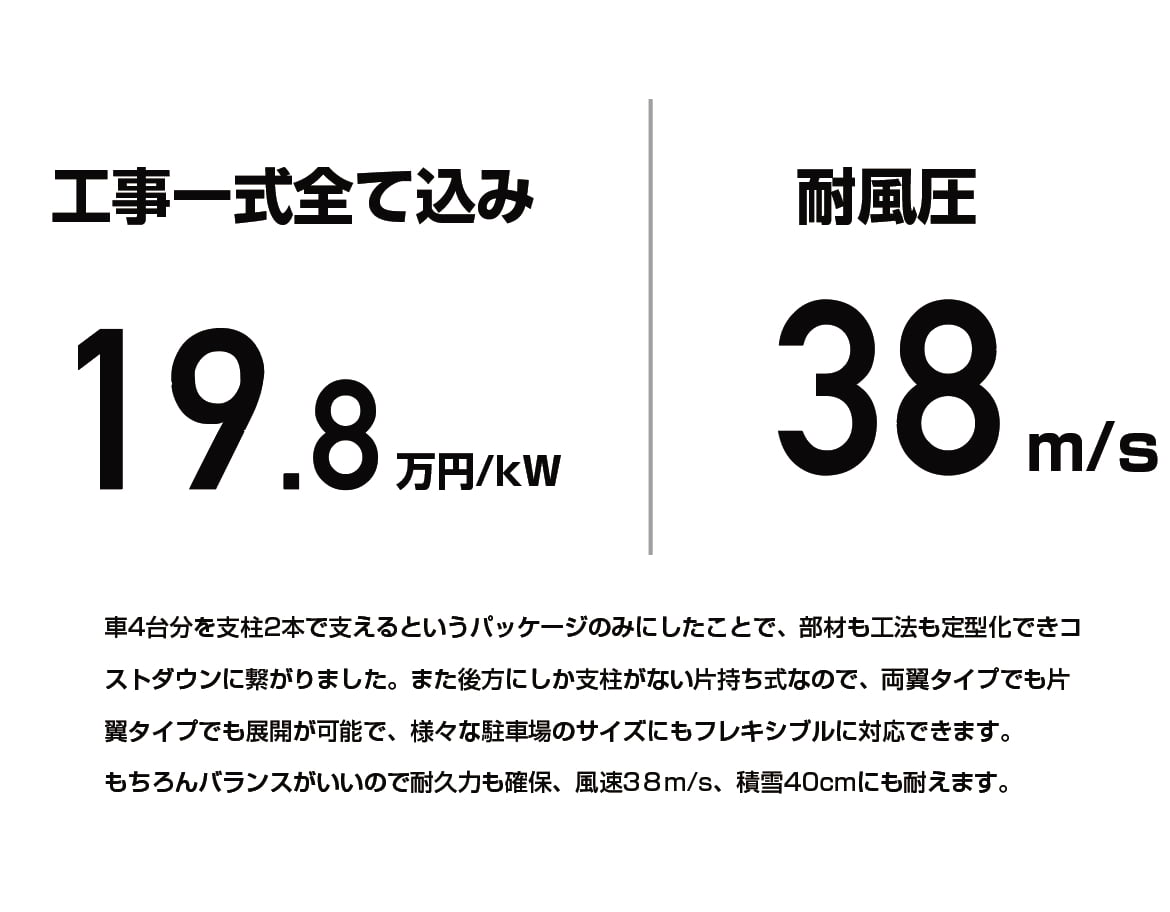 工事一式全て込み
19.8万円/kW
耐風圧
38m/s
車4台分を支柱2本で支えるというパッケージのみにしたことで、部材も工法も定型化できコ
ストダウンに繋がりました。また後方にしか支柱がない片持ち式なので、両翼タイプでも片
翼タイプでも展開が可能で、様々な駐車場のサイズにもフレキシブルに対応できます。
もちろんバランスがいいので耐久力も確保、風速3８m/s、積雪40cmにも耐えます。